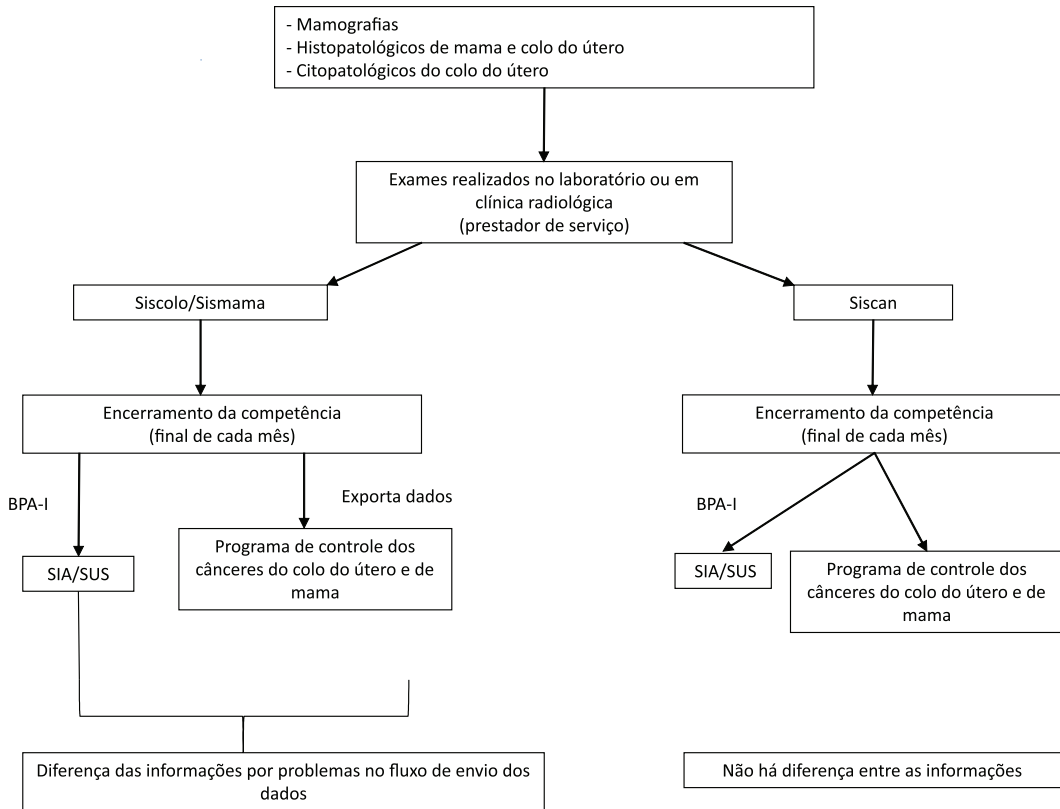 - Mamografias
- Histopatológicos de mama e colo do útero
- Citopatológicos do colo do útero
Exames realizados no laboratório ou em
clínica radiológica
(prestador de serviço)
Siscolo/Sismama
Siscan
Encerramento da competência
(final de cada mês)
Encerramento da competência
(final de cada mês)
BPA-I
Exporta dados
BPA-I
SIA/SUS
Programa de controle dos
cânceres do colo do útero e de
mama
SIA/SUS
Programa de controle dos
cânceres do colo do útero e de
mama
Diferença das informações por problemas no fluxo de envio dos
dados
Não há diferença entre as informações